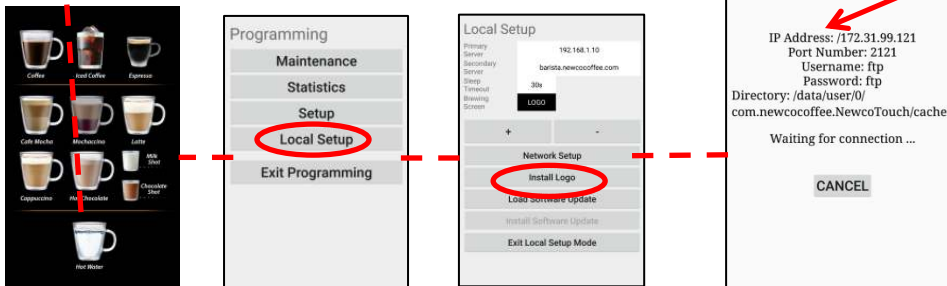 Coffee
Iced Coffee
Espresso
Cafe Mocha
Mochaccino
Latte
Milk
Shot
Chocolate
Shot
Cappuccino
Hot Chocolate
Hot Water
Programming
Maintenance
Statistics
Setup
Local Setup
Exit Programming
Local Setup
Primary
Server
192.168.1.10
Secondary
Server
barista.newcocoffee.com
Sleep
Timeout
30s
Brewing
Screen
LOGO
+ -
Network Setup
Install Logo
Load Software Update
Install Software Update
Exit Local Setup Mode
IP Address: /172.31.99.121
Port Number: 2121
Username: ftp
Password: ftp
Directory: /data/user/0/
com.newcocoffee.NewcoTouch/cache
Waiting for connection ...
CANCEL